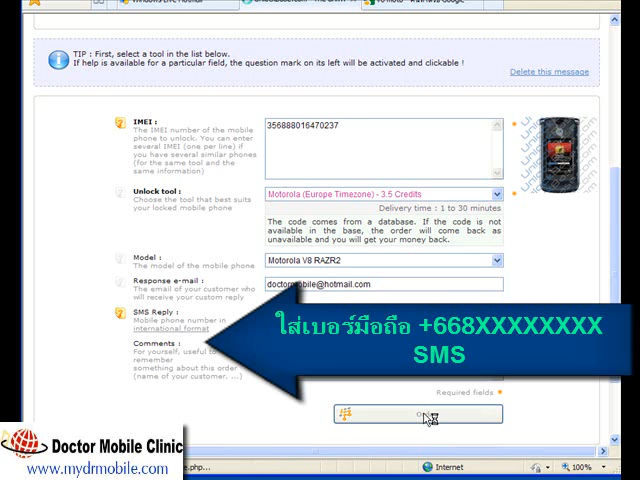 TIP : First, select a tool in the list below.
If help is available for a particular field, the question mark on its left will be activated and clickable !
Delete this message
IMEI :
The IMEI number of the mobile
phone to unlock. You can enter
several IMEI (one per line) if
you have several similar phones
(for the same tool and the
same information)
356888016470237
Unlock tool :
Choose the tool that best suits
your locked mobile phone
Motorola (Europe Timezone) - 3.5 Credits
Delivery time : 1 to 30 minutes
The code comes from a database. If the code is not
available in the base, the order will come back as
unavailable and you will get your money back.
Model :
The model of the mobile phone
Motorola V8 RAZR2
Response e-mail :
The email of your customer who
will receive your custom reply
doctormobile@hotmail.com
SMS Reply :
Mobile phone number in
international format
Comments :
For yourself, useful to
remember
something about this order
(name of your customer, ...)
ใส่เบอร์มือถือ +668XXXXXXXX
SMS
Required fields
Doctor Mobile Clinic
www.mydrmobile.com
e.php...
Internet
100%